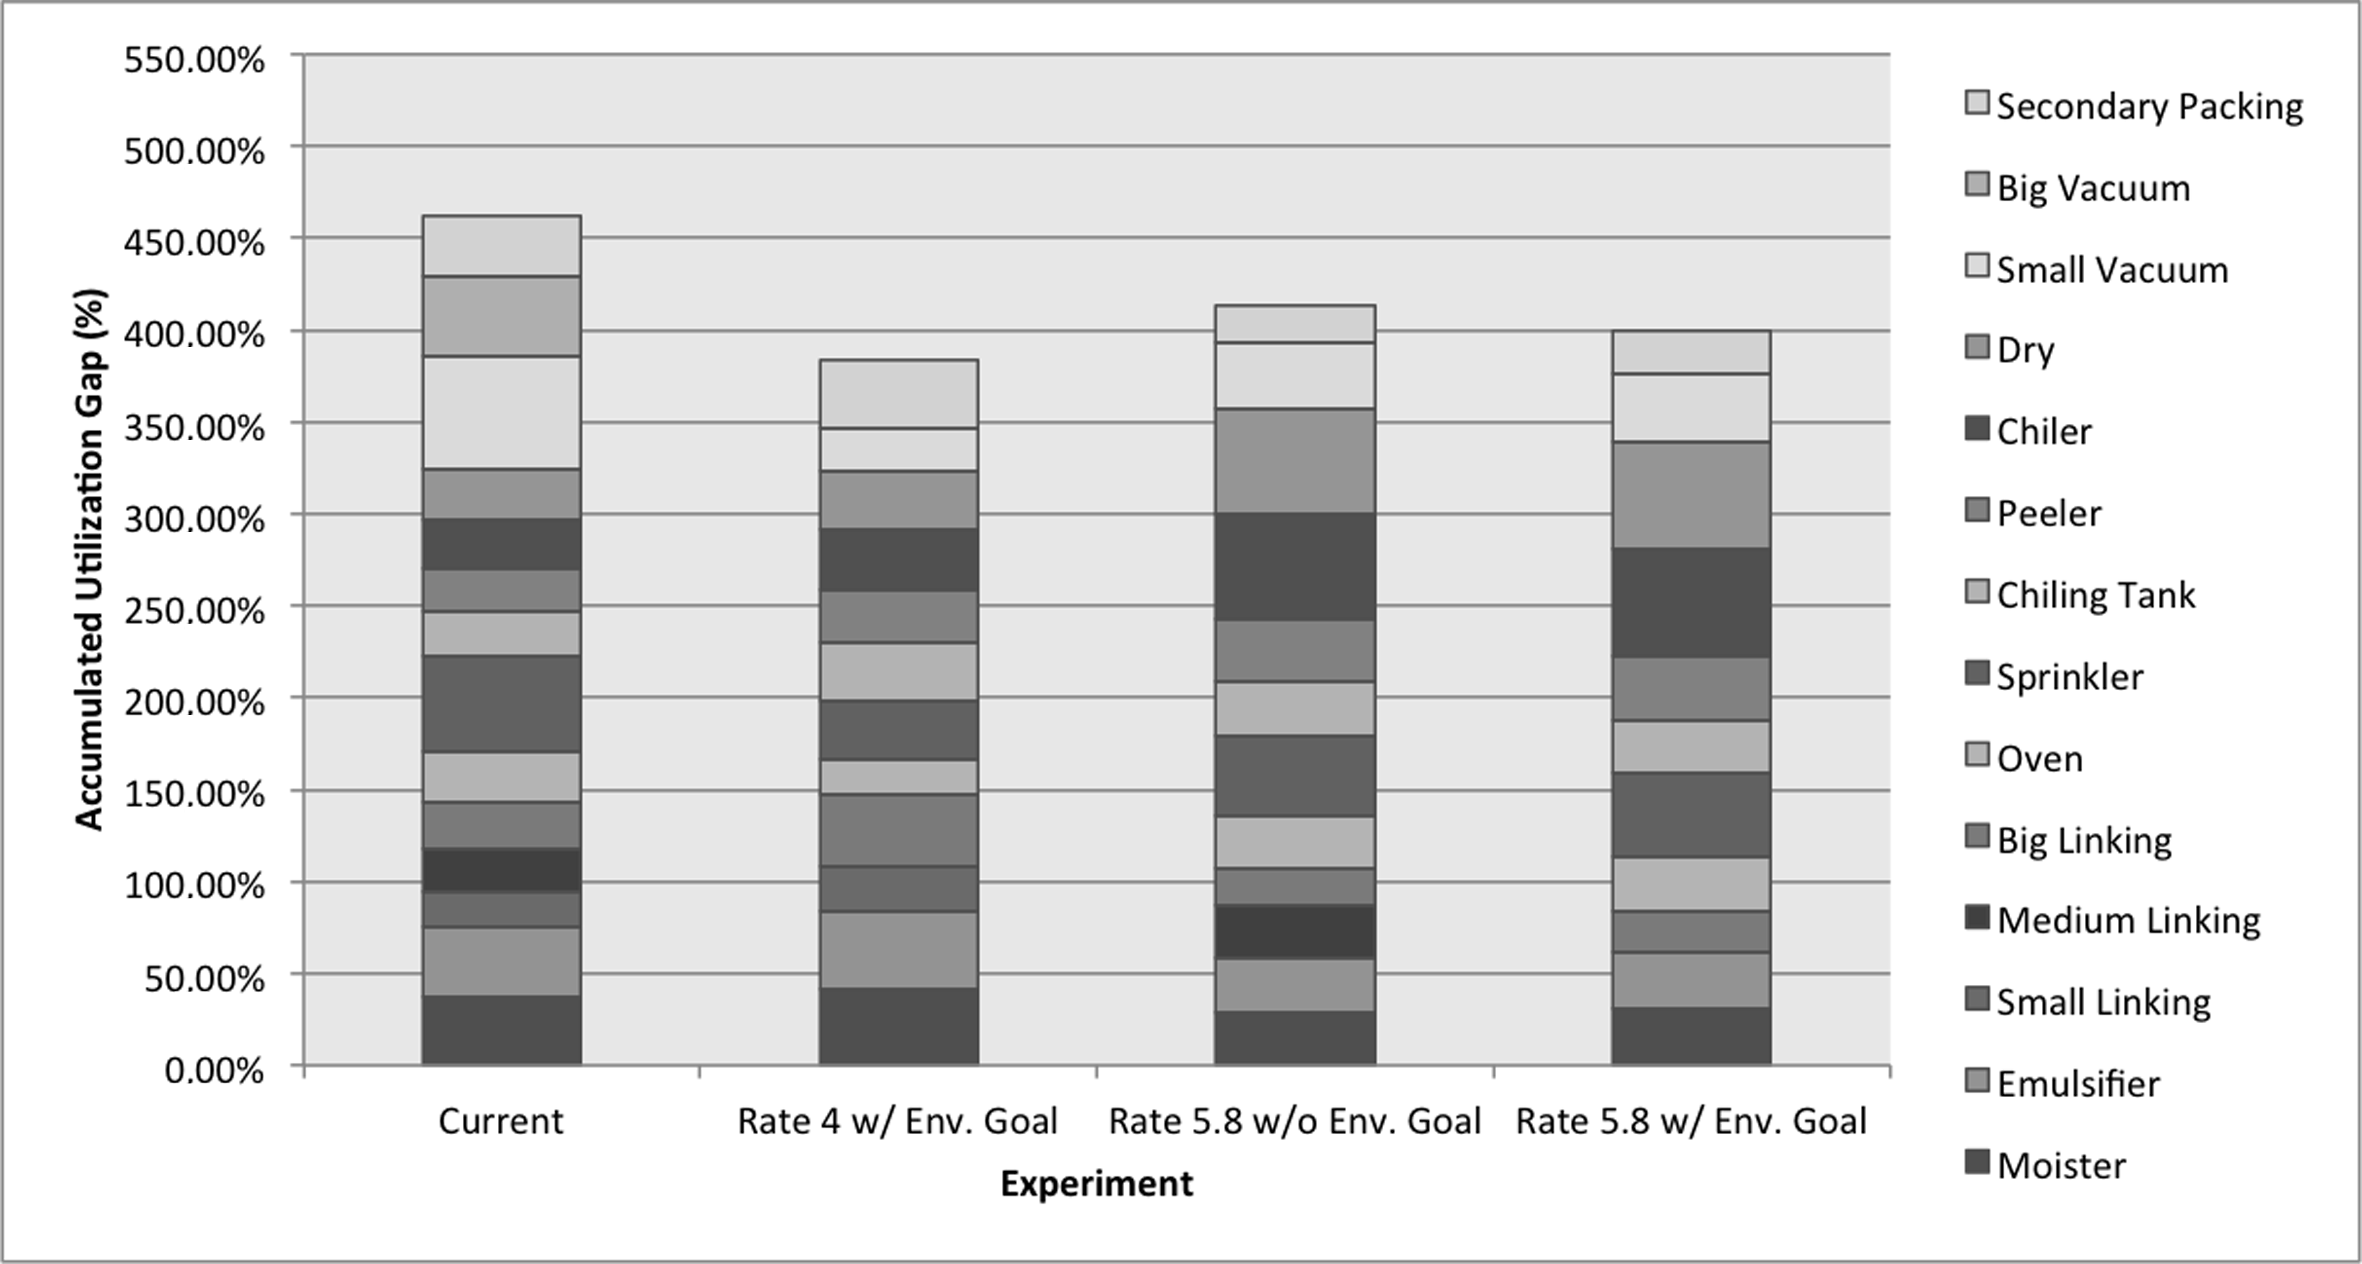 550.00%
500.00%
450.00%
400.00%
350.00%
300.00%
250.00%
200.00%
150.00%
100.00%
50.00%
0.00%
Accumulated Utilization Gap (%)
Current
Rate 4 w/ Env. Goal
Rate 5.8 w/o Env. Goal
Rate 5.8 w/ Env. Goal
Experiment
Secondary Packing
Big Vacuum
Small Vacuum
Dry
Chiler
Peeler
Chiling Tank
Sprinkler
Oven
Big Linking
Medium Linking
Small Linking
Emulsifier
Moister